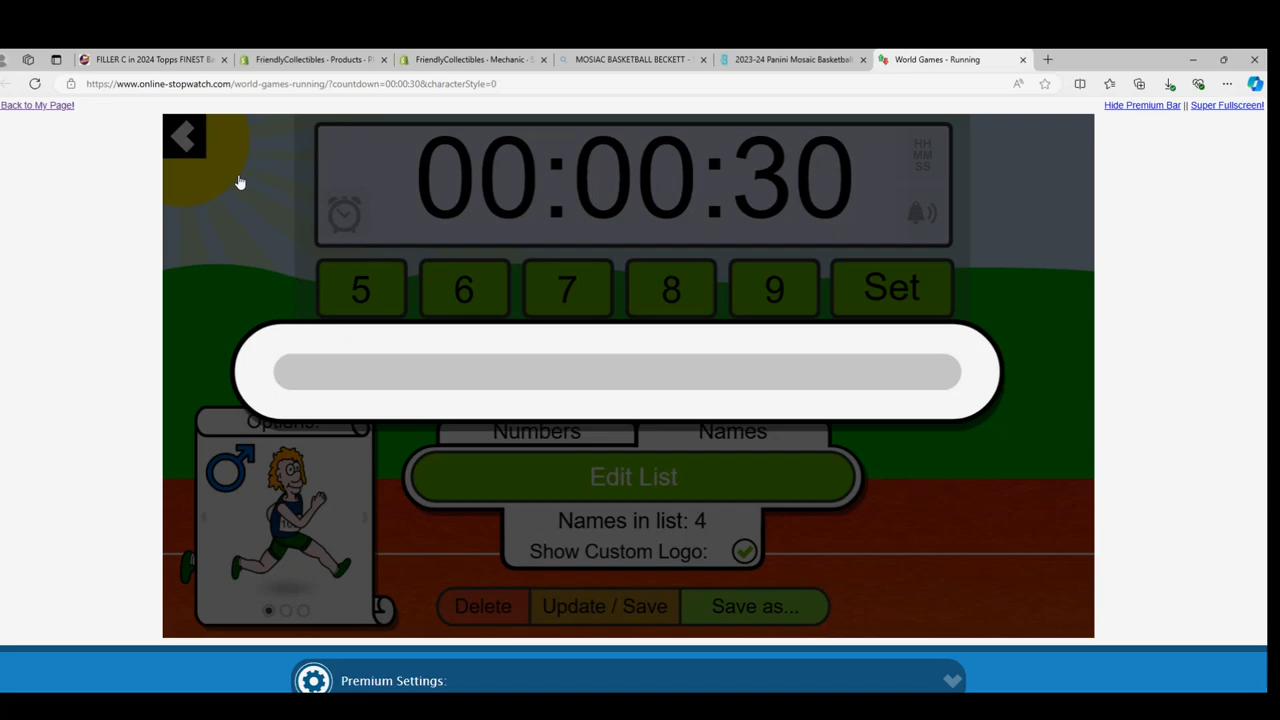 FILLER C in 2024 Topps FINEST Ba
FriendlyCollectibles - Products - P
FriendlyCollectibles - Mechanic - S
MOSIAC BASKETBALL BECKETT -
2023-24 Panini Mosaic Basketball
World Games - Running
https://www.online-stopwatch.com/world-games-running/?countdown=00:00:30&characterStyle=0
Back to My Page!
Hide Premium Bar || Super Fullscreen!
00:00:30
HH
MM
SS
5 6 7 8 9 Set
Options:
Numbers Names
Edit List
Names in list: 4
Show Custom Logo:
Delete Update / Save Save as...
Premium Settings: